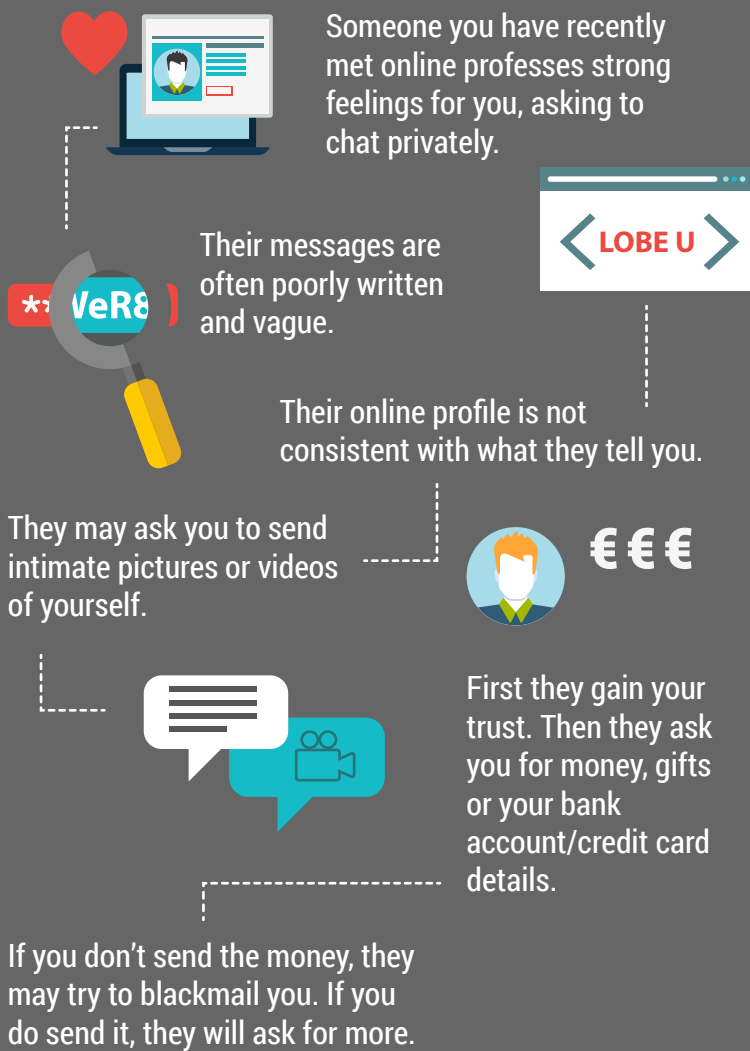 Someone you have recently
met online professes strong
feelings for you, asking to
chat privately.
LOBE U
Their messages are
often poorly written
and vague.
** WeR8
Their online profile is not
consistent with what they tell you.
They may ask you to send
intimate pictures or videos
of yourself.
€ € €
First they gain your
trust. Then they ask
you for money, gifts
or your bank
account/credit card
details.
If you don’t send the money, they
may try to blackmail you. If you
do send it, they will ask for more.